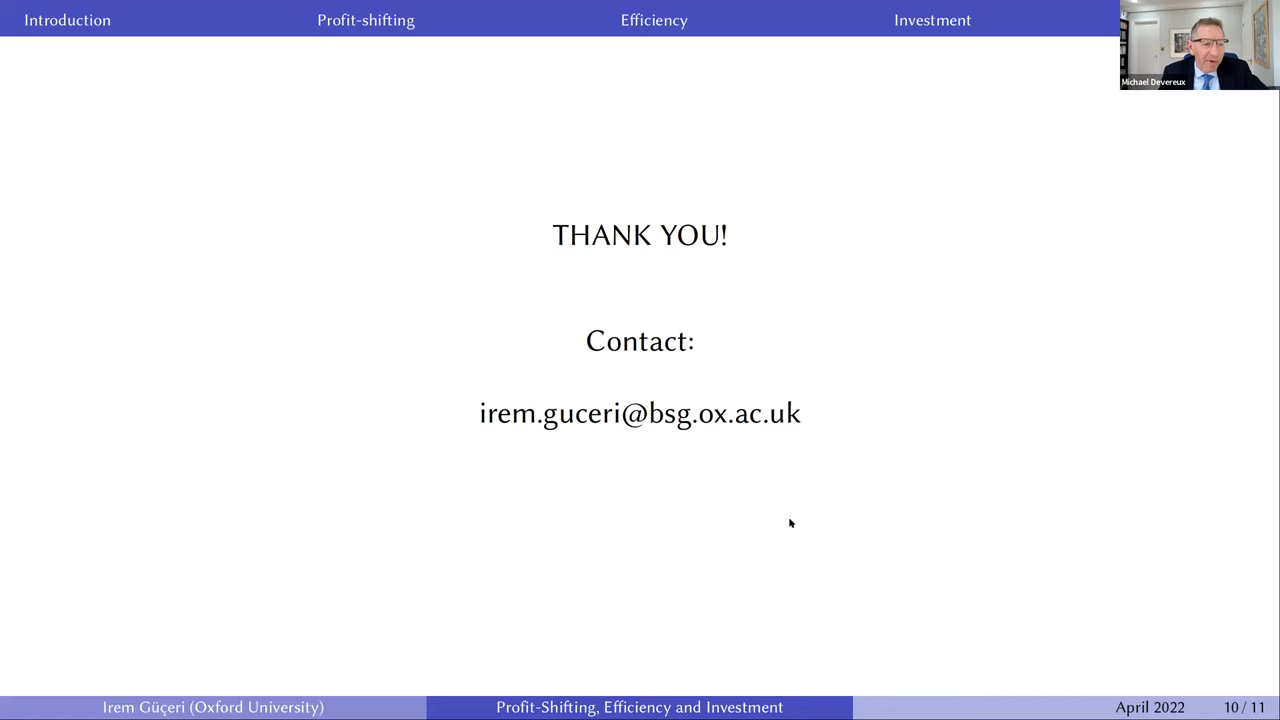 Introduction
Profit-shifting
Efficiency
Investment
Michael Devereux
THANK YOU!
Contact:
irem.guceri@bsg.ox.ac.uk
Irem Güçeri (Oxford University)
Profit-Shifting, Efficiency and Investment
April 2022
10 / 11